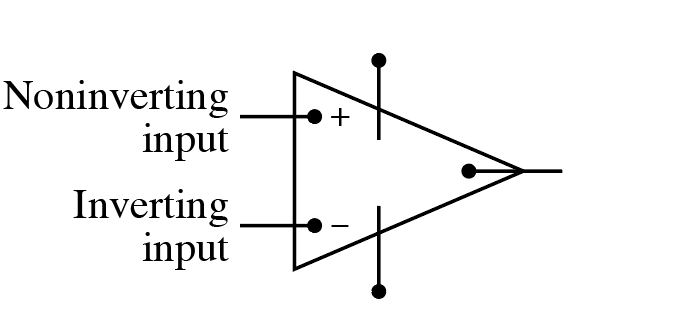 Noninverting
input
+
Inverting
input
−